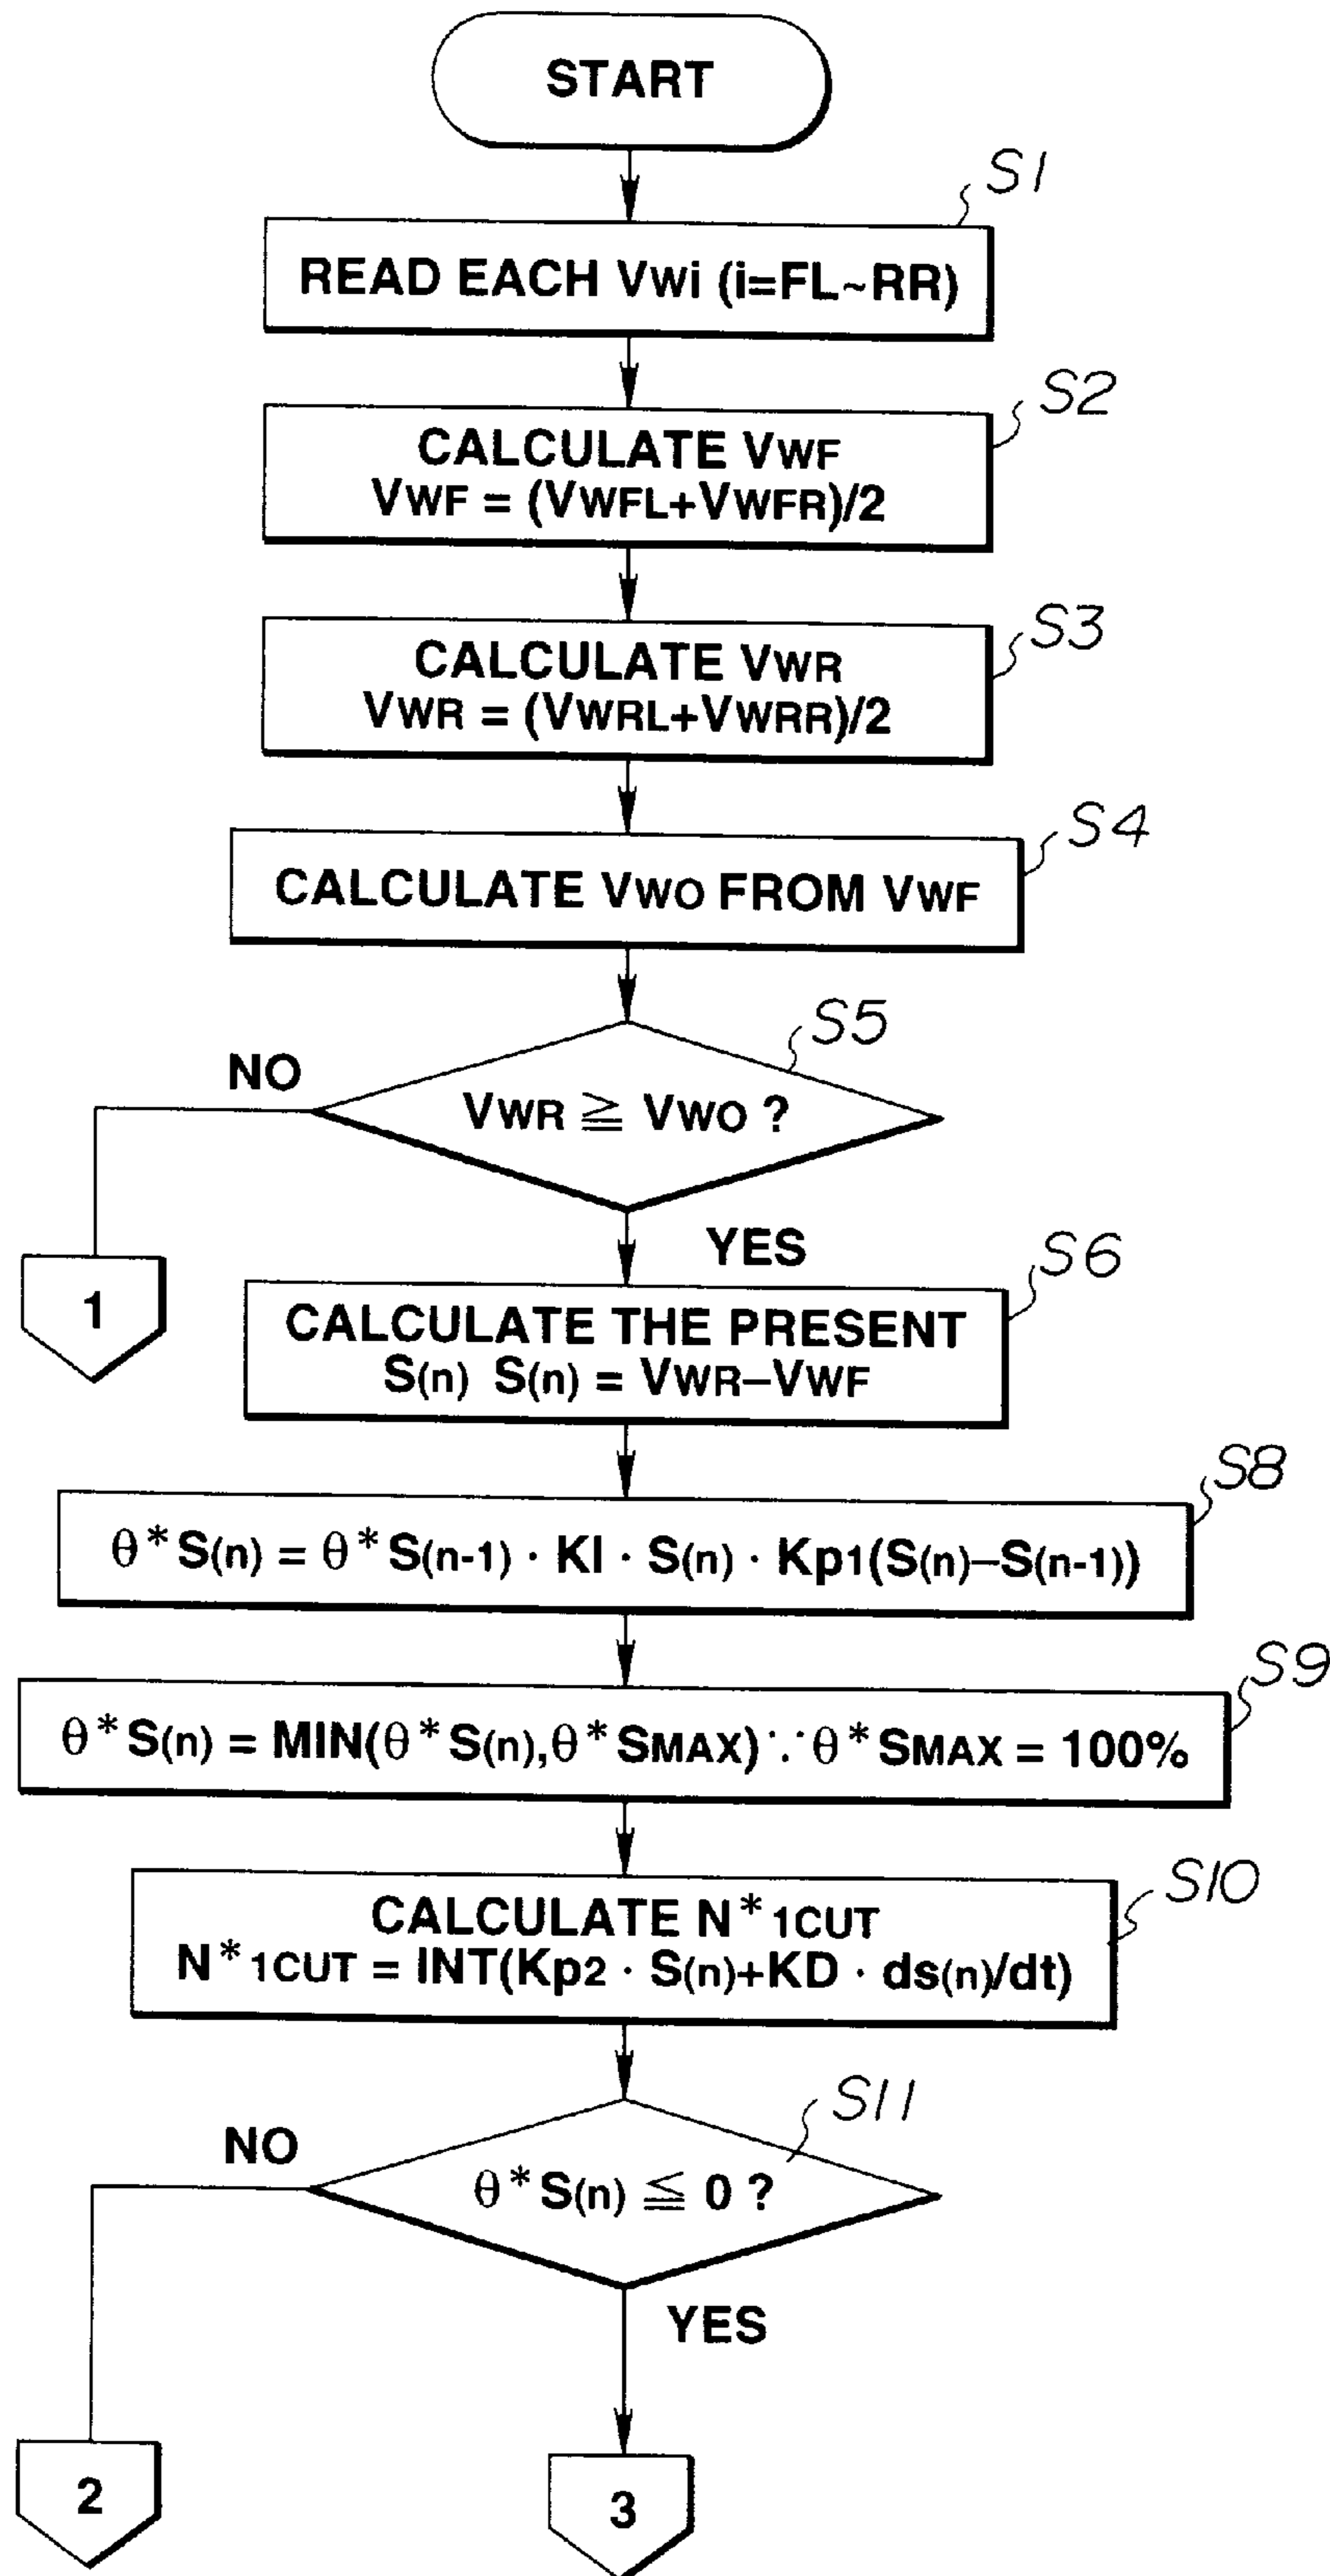 START
S1
READ EACH VWi (i=FL~RR)
S2
CALCULATE VWF
VWF = (VWFL+VWFR)/2
S3
CALCULATE VWR
VWR = (VWRL+VWRR)/2
S4
CALCULATE VWO FROM VWF
S5
NO
VWR ≧ VWO ?
YES
1
S6
CALCULATE THE PRESENT
S(n) S(n) = VWR–VWF
S8
θ*S(n) = θ*S(n-1) · KI · S(n) · Kp1(S(n)–S(n-1))
S9
θ*S(n) = MIN(θ*S(n),θ*SMAX) ∵ θ*SMAX = 100%
S10
CALCULATE N*1CUT
N*1CUT = INT(Kp2 · S(n)+KD · ds(n)/dt)
S11
NO
θ*S(n) ≦ 0 ?
YES
2
3